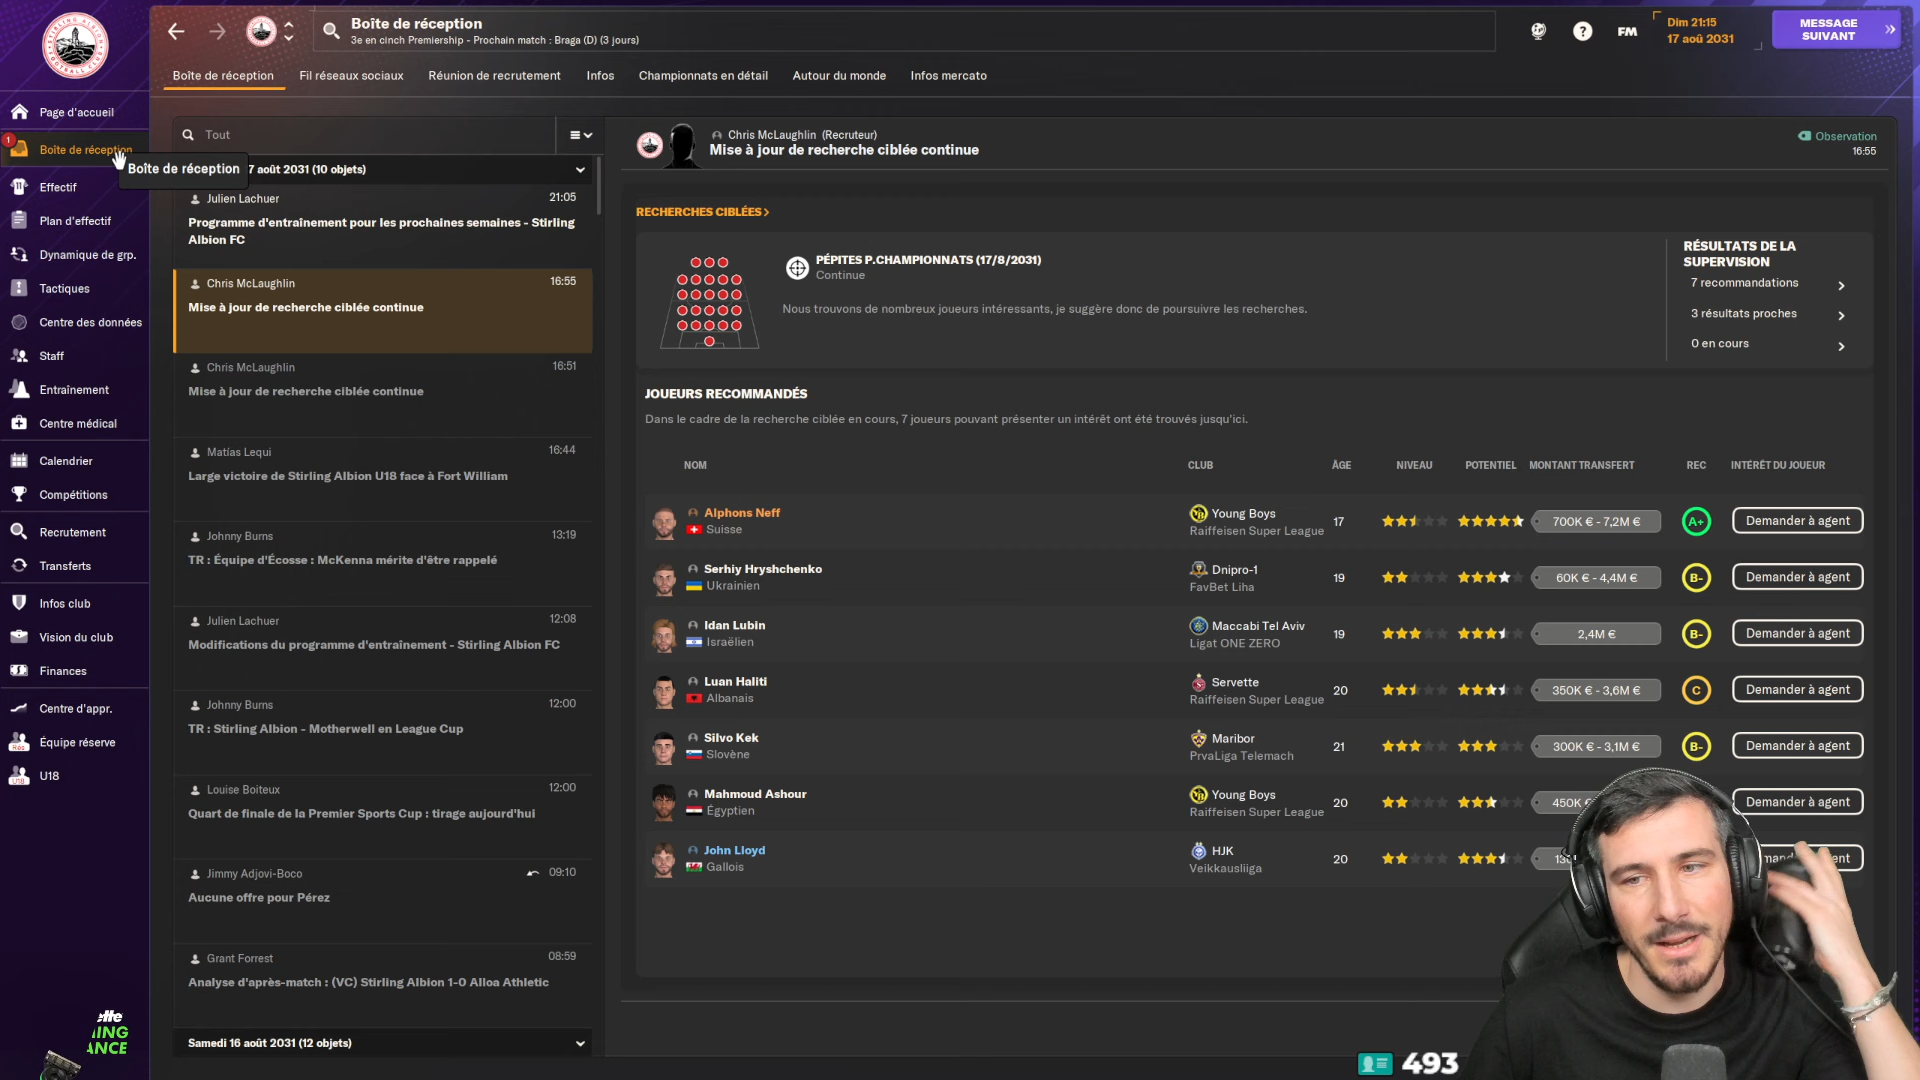 Boîte de réception
3e en cinch Premiership - Prochain match : Braga (D) (3 jours)
FM
Dim 21:15
17 aoû 2031
MESSAGE
SUIVANT
Boîte de réception
Fil réseaux sociaux
Réunion de recrutement
Infos
Championnats en détail
Autour du monde
Infos mercato
Page d'accueil
1
Boîte de réception
Boîte de réception
Effectif
Plan d'effectif
Dynamique de grp.
Tactiques
Centre des données
Staff
Entraînement
Centre médical
Calendrier
Compétitions
Recrutement
Transferts
Infos club
Vision du club
Finances
Centre d'appr.
Équipe réserve
U18
Tout
7 août 2031 (10 objets)
Julien Lachuer
21:05
Programme d'entraînement pour les prochaines semaines - Stirling
Albion FC
Chris McLaughlin
16:55
Mise à jour de recherche ciblée continue
Chris McLaughlin
16:51
Mise à jour de recherche ciblée continue
Matías Lequi
16:44
Large victoire de Stirling Albion U18 face à Fort William
Johnny Burns
13:19
TR : Équipe d'Écosse : McKenna mérite d'être rappelé
Julien Lachuer
12:08
Modifications du programme d'entraînement - Stirling Albion FC
Johnny Burns
12:00
TR : Stirling Albion - Motherwell en League Cup
Louise Boiteux
12:00
Quart de finale de la Premier Sports Cup : tirage aujourd'hui
Jimmy Adjovi-Boco
09:10
Aucune offre pour Pérez
Grant Forrest
08:59
Analyse d'après-match : (VC) Stirling Albion 1-0 Alloa Athletic
Samedi 16 août 2031 (12 objets)
Chris McLaughlin (Recruteur)
Mise à jour de recherche ciblée continue
Observation
16:55
RECHERCHES CIBLÉES
PÉPITES P.CHAMPIONNATS (17/8/2031)
Continue
Nous trouvons de nombreux joueurs intéressants, je suggère donc de poursuivre les recherches.
RÉSULTATS DE LA
SUPERVISION
7 recommandations
3 résultats proches
0 en cours
JOUEURS RECOMMANDÉS
Dans le cadre de la recherche ciblée en cours, 7 joueurs pouvant présenter un intérêt ont été trouvés jusqu'ici.
NOM CLUB ÂGE NIVEAU POTENTIEL MONTANT TRANSFERT REC INTÉRÊT DU JOUEUR
Alphons Neff Young Boys 17 700K € - 7,2M € A+ Demander à agent
Suisse Raiffeisen Super League
Serhiy Hryshchenko Dnipro-1 19 60K € - 4,4M € B- Demander à agent
Ukrainien FavBet Liha
Idan Lubin Maccabi Tel Aviv 19 2,4M € B- Demander à agent
Israélien Ligat ONE ZERO
Luan Haliti Servette 20 350K € - 3,6M € C Demander à agent
Albanais Raiffeisen Super League
Silvo Kek Maribor 21 300K € - 3,1M € B- Demander à agent
Slovène PrvaLiga Telemach
Mahmoud Ashour Young Boys 20 450K € Demander à agent
Égyptien Raiffeisen Super League
John Lloyd HJK 20
Gallois Veikkausliiga
493